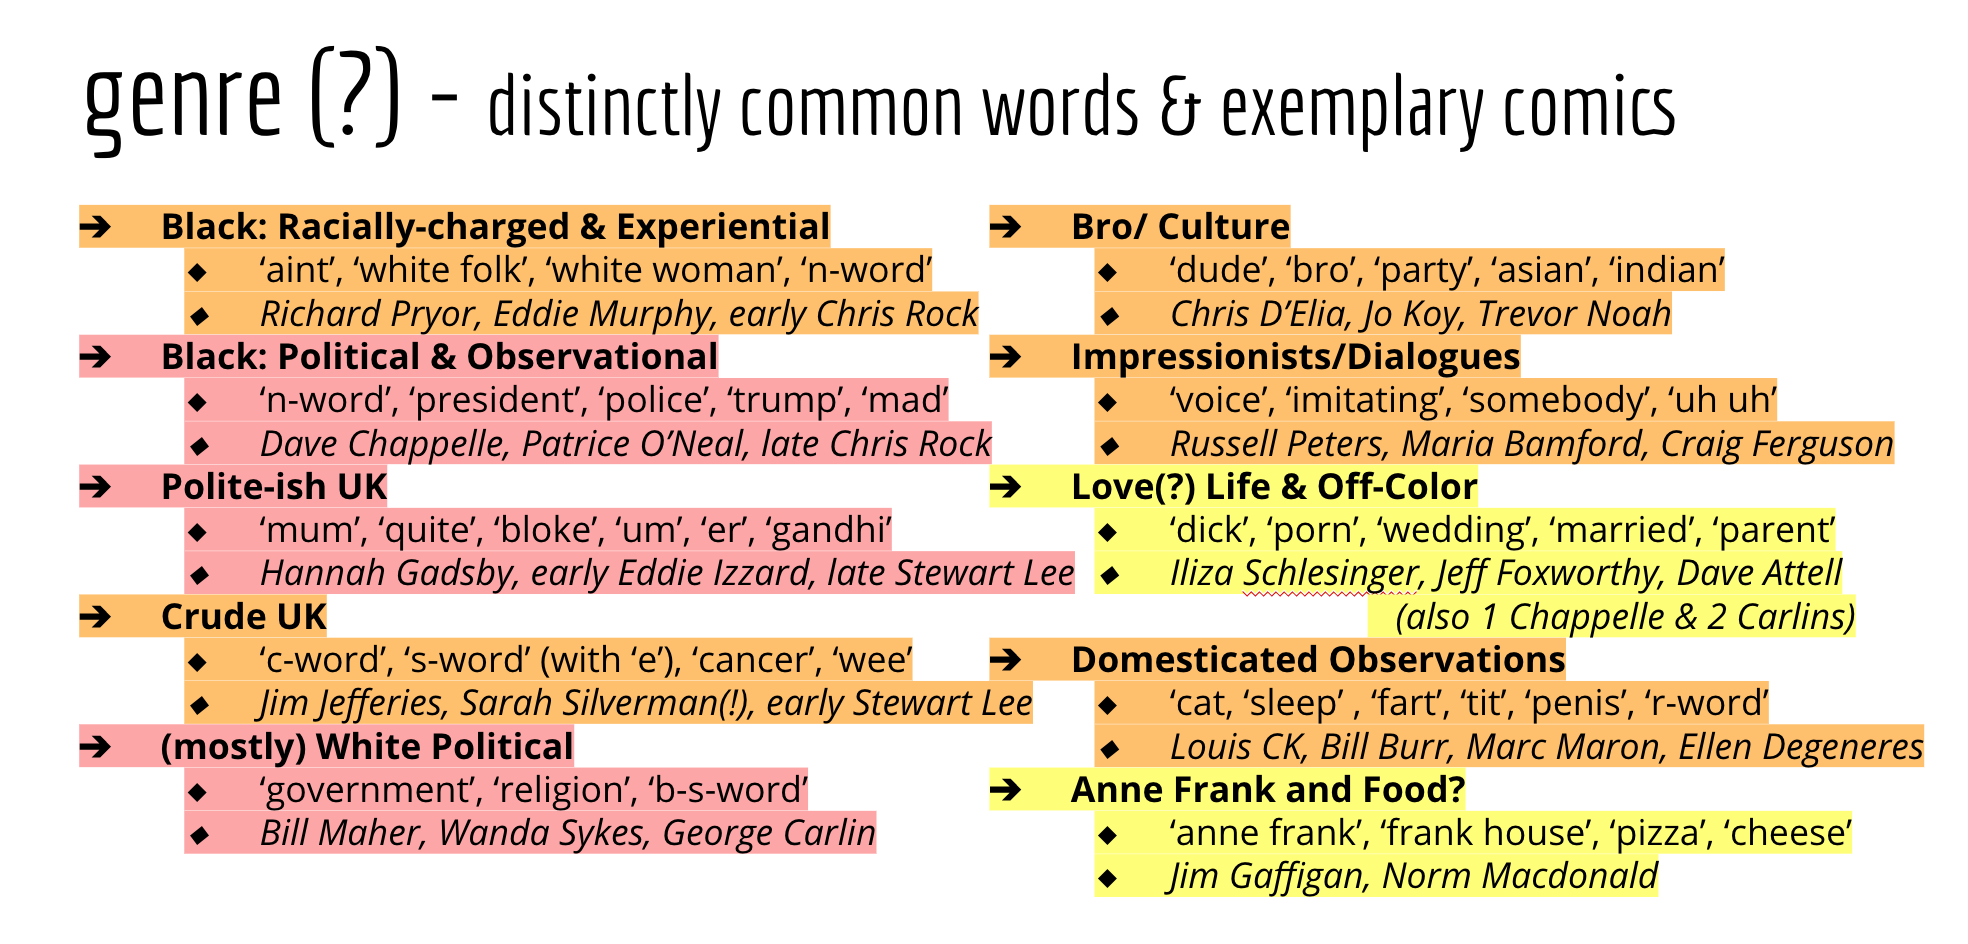 genre (?) - distinctly common words & exemplary comics
➔ Black: Racially-charged & Experiential
◆ ‘aint’, ‘white folk’, ‘white woman’, ‘n-word’
◆ Richard Pryor, Eddie Murphy, early Chris Rock
➔ Black: Political & Observational
◆ ‘n-word’, ‘president’, ‘police’, ‘trump’, ‘mad’
◆ Dave Chappelle, Patrice O’Neal, late Chris Rock
➔ Polite-ish UK
◆ ‘mum’, ‘quite’, ‘bloke’, ‘um’, ‘er’, ‘gandhi’
◆ Hannah Gadsby, early Eddie Izzard, late Stewart Lee
➔ Crude UK
◆ ‘c-word’, ‘s-word’ (with ‘e’), ‘cancer’, ‘wee’
◆ Jim Jefferies, Sarah Silverman(!), early Stewart Lee
➔ (mostly) White Political
◆ ‘government’, ‘religion’, ‘b-s-word’
◆ Bill Maher, Wanda Sykes, George Carlin
➔ Bro/ Culture
◆ ‘dude’, ‘bro’, ‘party’, ‘asian’, ‘indian’
◆ Chris D’Elia, Jo Koy, Trevor Noah
➔ Impressionists/Dialogues
◆ ‘voice’, ‘imitating’, ‘somebody’, ‘uh uh’
◆ Russell Peters, Maria Bamford, Craig Ferguson
➔ Love(?) Life & Off-Color
◆ ‘dick’, ‘porn’, ‘wedding’, ‘married’, ‘parent’
◆ Iliza Schlesinger, Jeff Foxworthy, Dave Attell
(also 1 Chappelle & 2 Carlins)
➔ Domesticated Observations
◆ ‘cat, ‘sleep’ , ‘fart’, ‘tit’, ‘penis’, ‘r-word’
◆ Louis CK, Bill Burr, Marc Maron, Ellen Degeneres
➔ Anne Frank and Food?
◆ ‘anne frank’, ‘frank house’, ‘pizza’, ‘cheese’
◆ Jim Gaffigan, Norm Macdonald